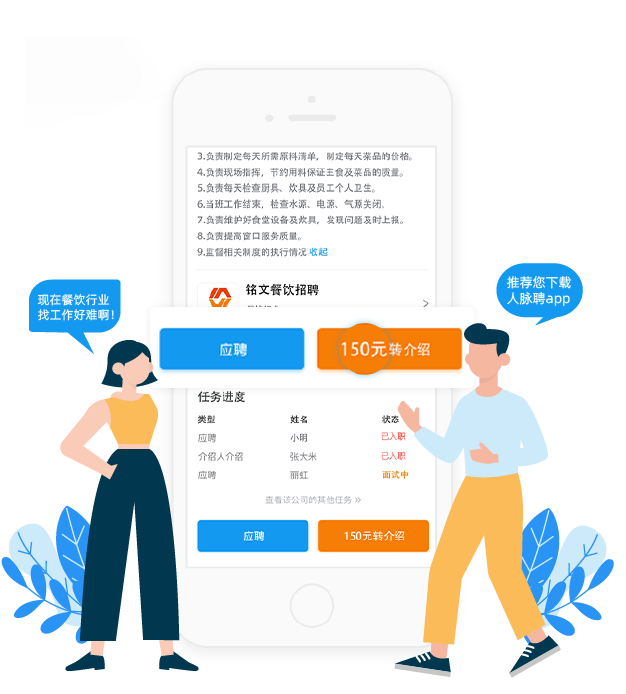 3.负责制定每天所需原料清单，制定每天菜品的价格。
4.负责现场指挥，节约用料保证主食及菜品的质量。
5.负责每天检查厨具、炊具及员工个人卫生。
6.当班工作结束，检查水源、电源、气源关闭.
7.负责维护好食堂设备及炊具，发现问题及时上报。
8.负责提高窗口服务质量。
9.监督相关制度的执行情况 收起
铭文餐饮招聘
现在餐饮行业
找工作好难啊！
推荐您下载
人脉聘app
应聘
150元转介绍
任务进度
类型 姓名 状态
应聘 小明 已入职
介绍人介绍 张大米 已入职
应聘 丽虹 面试中
查看该公司的其他任务 >>
应聘
150元转介绍